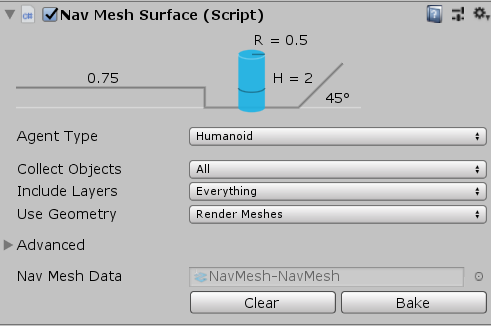 Nav Mesh Surface (Script)
R = 0.5
0.75
H = 2
45°
Agent Type Humanoid
Collect Objects All
Include Layers Everything
Use Geometry Render Meshes
Advanced
Nav Mesh Data NavMesh-NavMesh
Clear Bake